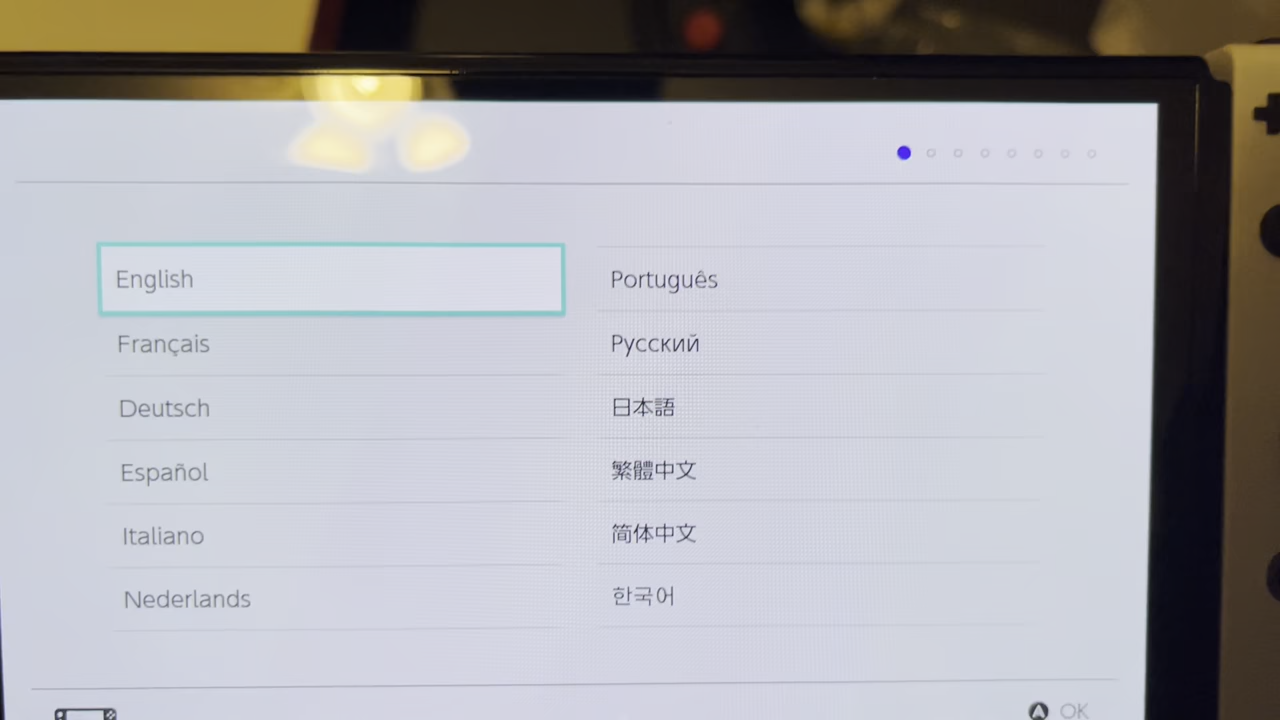 English
Français
Deutsch
Español
Italiano
Nederlands
Português
Русский
日本語
繁體中文
简体中文
한국어
A OK